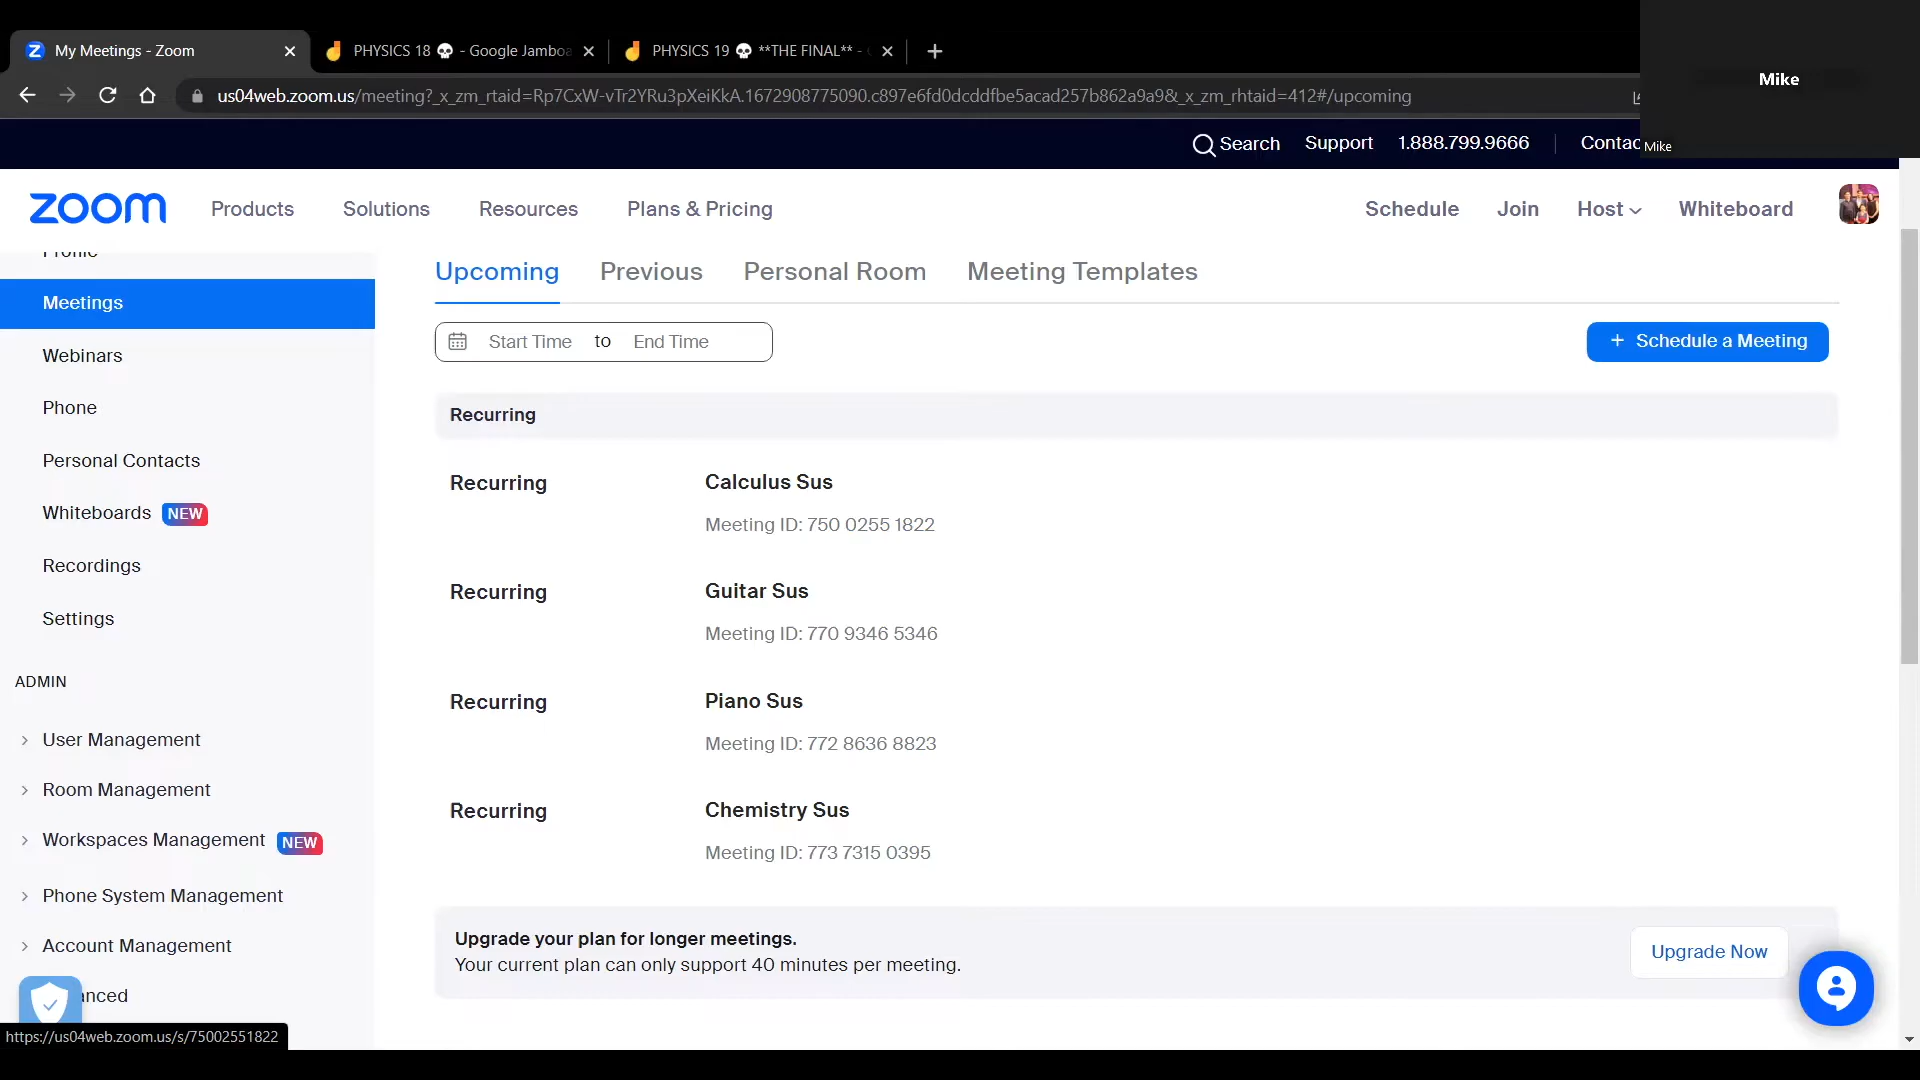 My Meetings - Zoom
PHYSICS 18 💀 - Google Jamboa
PHYSICS 19 💀 **THE FINAL** -
Mike
us04web.zoom.us/meeting?_x_zm_rtaid=Rp7CxW-vTr2YRu3pXeiKkA.1672908775090.c897e6fd0dcddfbe5acad257b862a9a9&_x_zm_rhtaid=412#/upcoming
Search Support 1.888.799.9666 Contac
Mike
zoom
Products Solutions Resources Plans & Pricing
Schedule Join Host Whiteboard
Profile
Meetings
Webinars
Phone
Personal Contacts
Whiteboards NEW
Recordings
Settings
ADMIN
User Management
Room Management
Workspaces Management NEW
Phone System Management
Account Management
anced
https://us04web.zoom.us/s/75002551822
Upcoming Previous Personal Room Meeting Templates
Start Time to End Time
+ Schedule a Meeting
Recurring
Recurring Calculus Sus
Meeting ID: 750 0255 1822
Recurring Guitar Sus
Meeting ID: 770 9346 5346
Recurring Piano Sus
Meeting ID: 772 8636 8823
Recurring Chemistry Sus
Meeting ID: 773 7315 0395
Upgrade your plan for longer meetings.
Your current plan can only support 40 minutes per meeting.
Upgrade Now